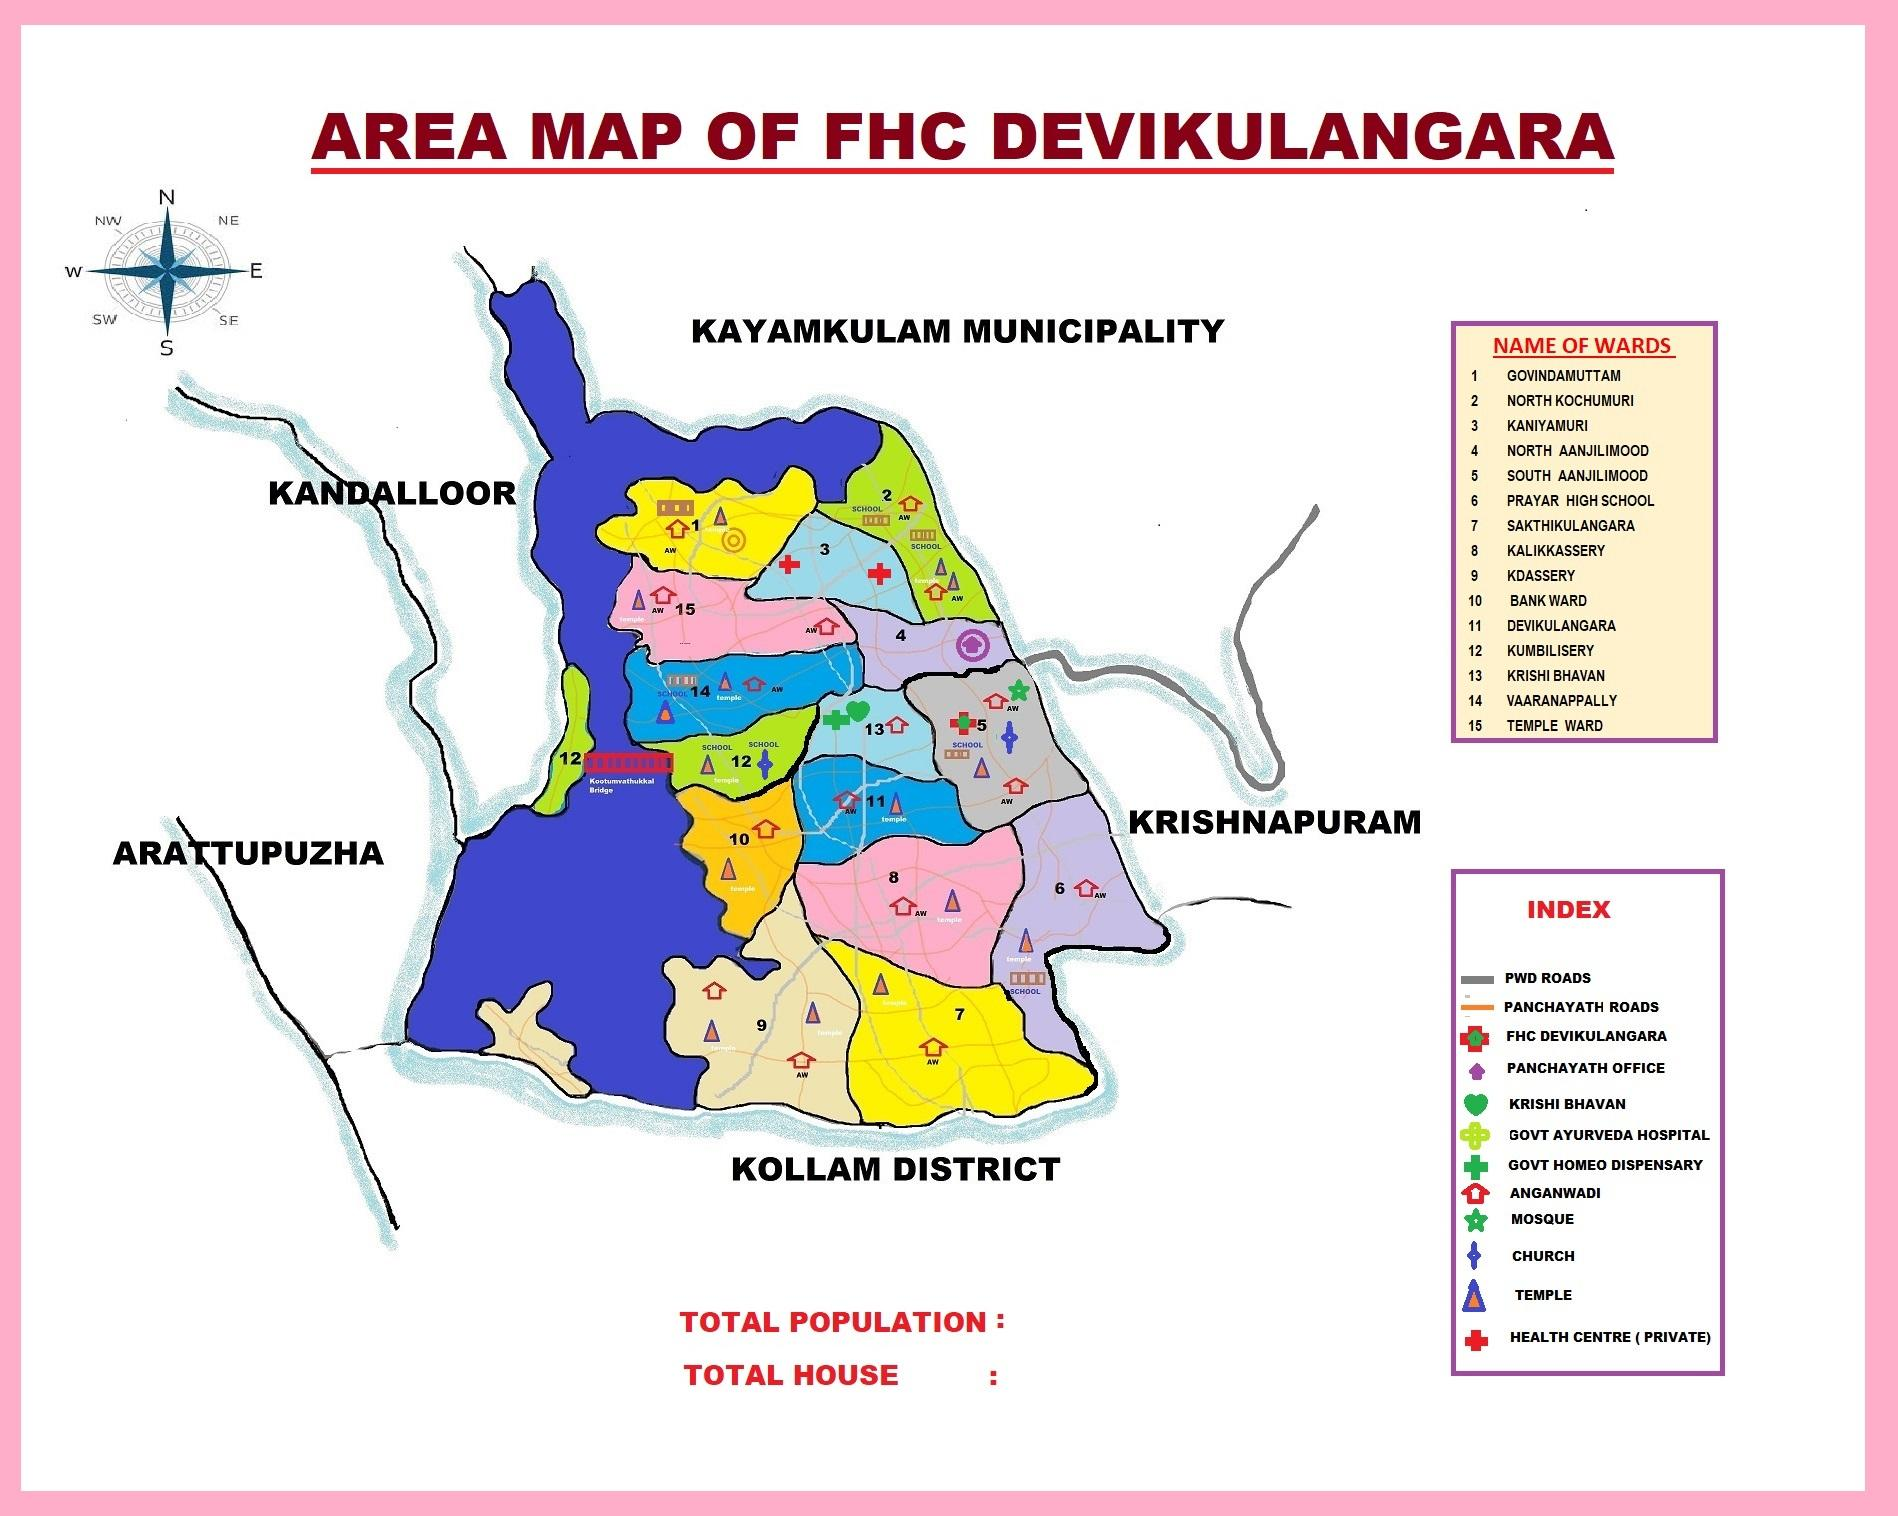 AREA MAP OF FHC DEVIKULANGARA
N
NW
NE
W
E
SW
SE
S
KAYAMKULAM MUNICIPALITY
KANDALLOOR
ARATTUPUZHA
KRISHNAPURAM
KOLLAM DISTRICT
1
AW
2
SCHOOL
AW
SCHOOL
temple
AW
3
15
AW
temple
AW
4
14
SCHOOL
temple
AW
13
5
AW
SCHOOL
AW
12
Kootumvathukkal
Bridge
SCHOOL
SCHOOL
12
temple
11
AW
temple
10
temple
8
AW
temple
6
AW
temple
SCHOOL
9
temple
temple
AW
7
temple
AW
NAME OF WARDS
1 GOVINDAMUTTAM
2 NORTH KOCHUMURI
3 KANIYAMURI
4 NORTH AANJILIMOOD
5 SOUTH AANJILIMOOD
6 PRAYAR HIGH SCHOOL
7 SAKTHIKULANGARA
8 KALIKKASSERY
9 KDASSERY
10 BANK WARD
11 DEVIKULANGARA
12 KUMBILISERY
13 KRISHI BHAVAN
14 VAARANAPPALLY
15 TEMPLE WARD
INDEX
PWD ROADS
PANCHAYATH ROADS
FHC DEVIKULANGARA
PANCHAYATH OFFICE
KRISHI BHAVAN
GOVT AYURVEDA HOSPITAL
GOVT HOMEO DISPENSARY
ANGANWADI
MOSQUE
CHURCH
TEMPLE
HEALTH CENTRE ( PRIVATE)
TOTAL POPULATION :
TOTAL HOUSE :